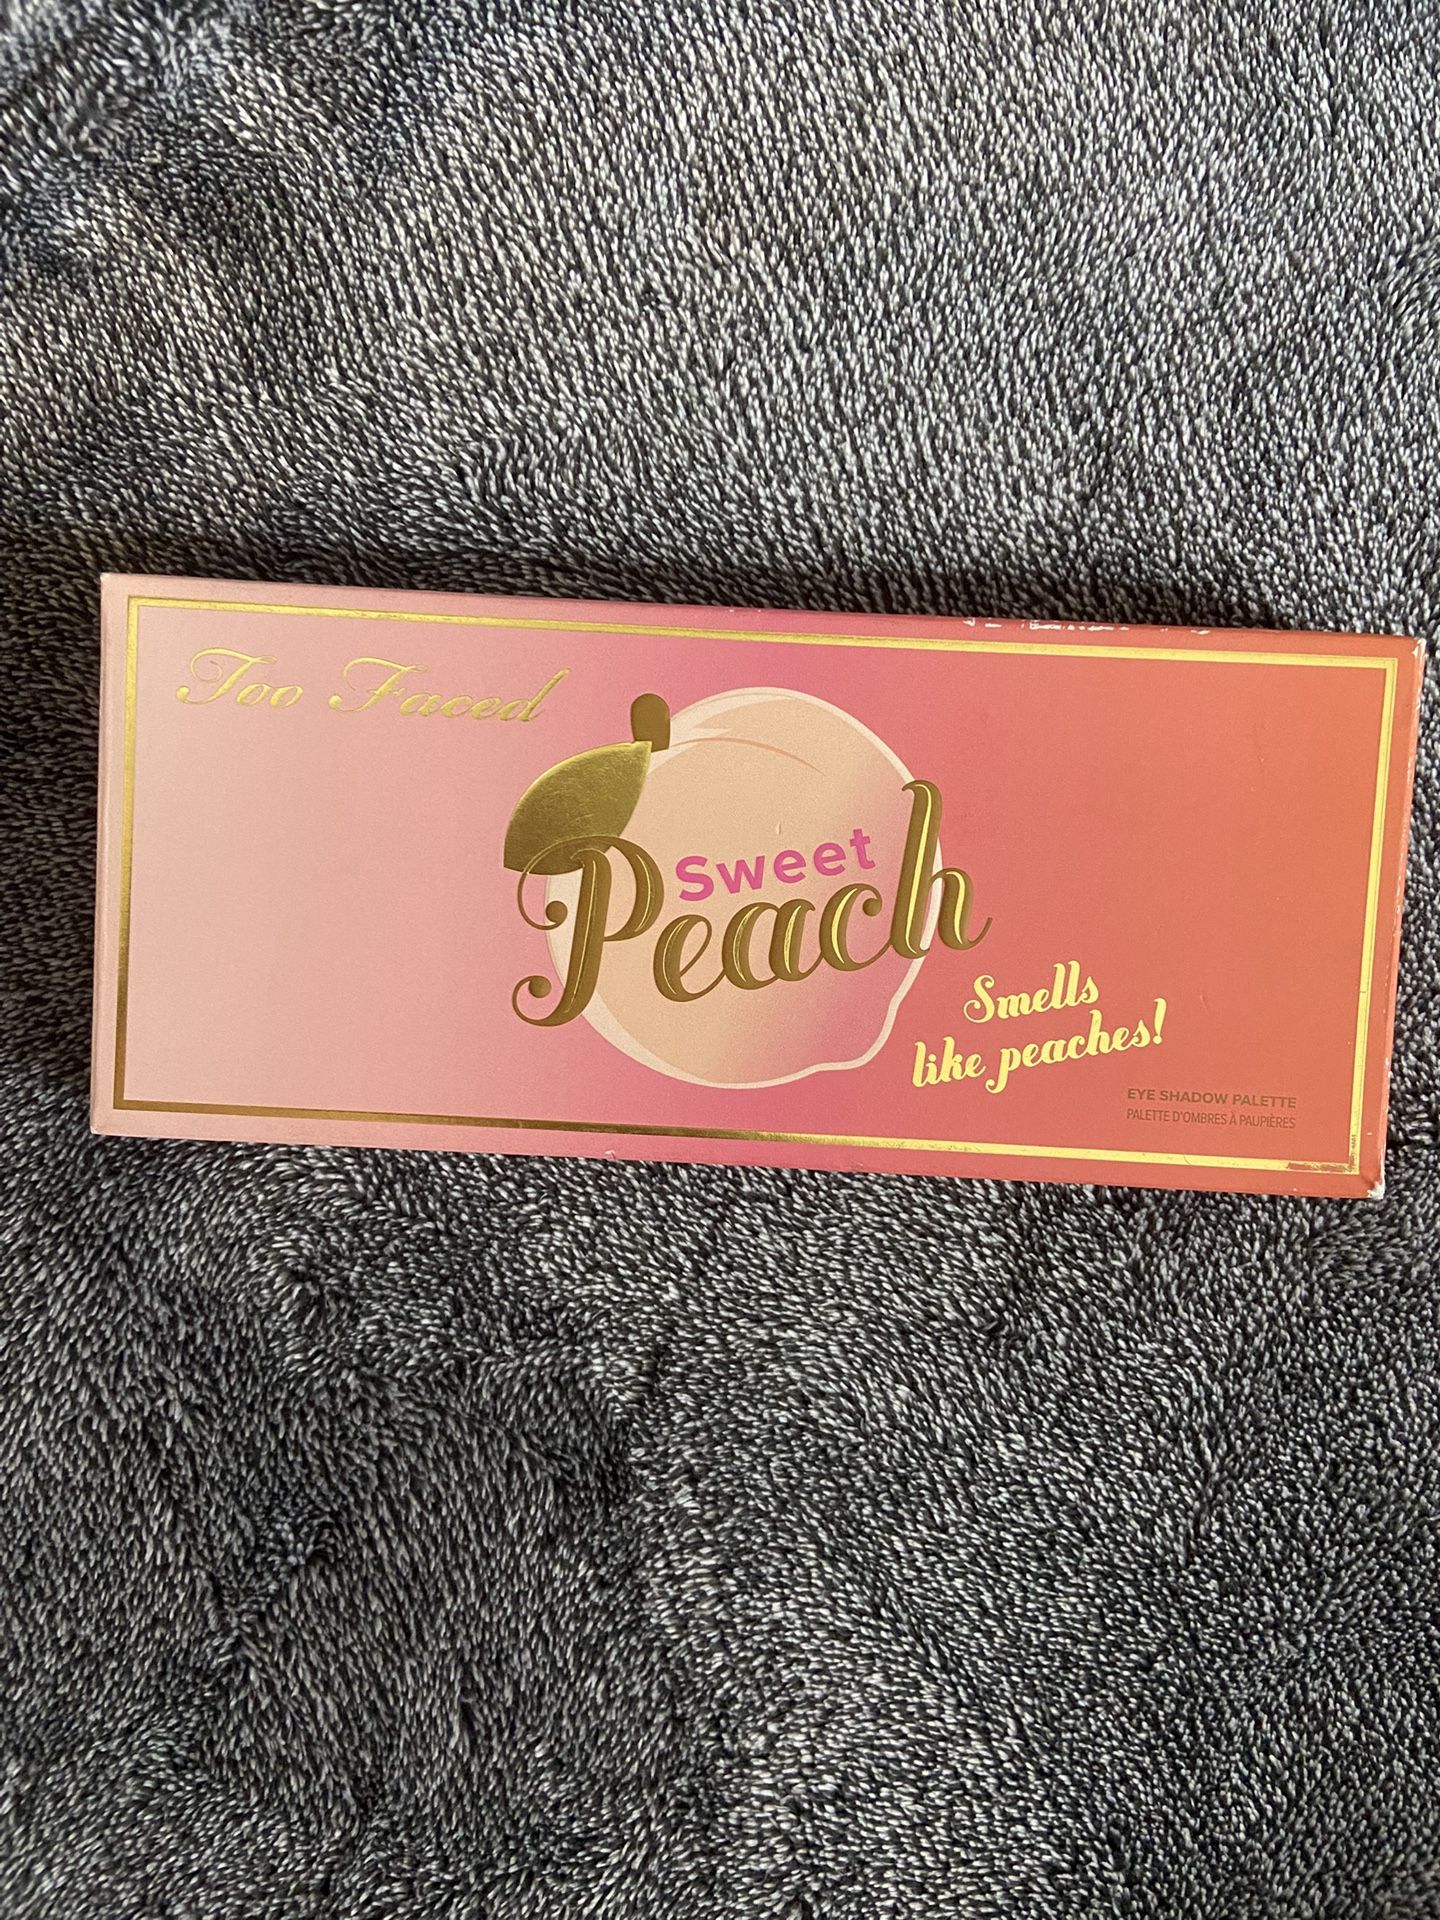 Too Faced
Sweet
Peach
Smells
like peaches!
EYE SHADOW PALETTE
PALETTE D'OMBRES À PAUPIÈRES